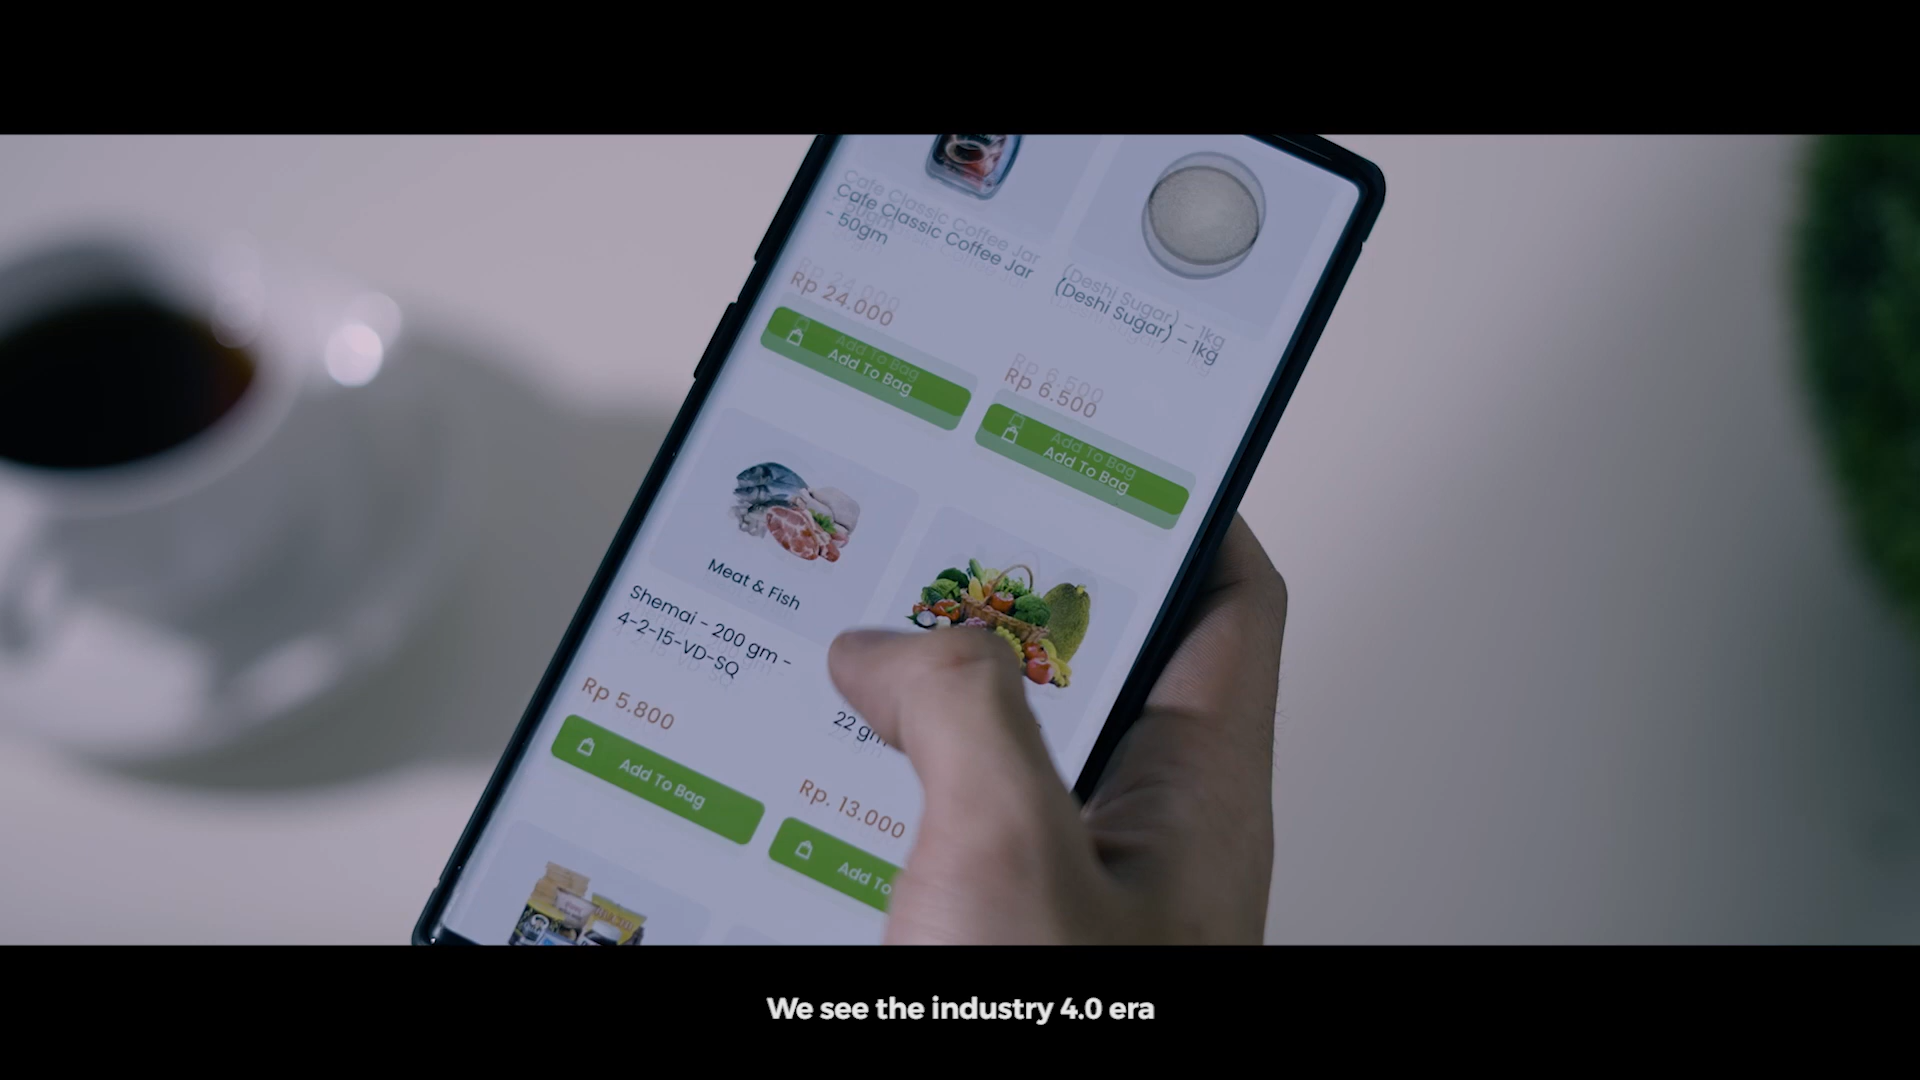 Cafe Classic Coffee Jar
- 50gm
Rp 24.000
Add To Bag
(Deshi Sugar) - 1kg
Rp 6.500
Add To Bag
Meat & Fish
Shemai - 200 gm -
4-2-15-VD-SQ
Rp 5.800
Add To Bag
22 gm
Rp. 13.000
Add To
We see the industry 4.0 era